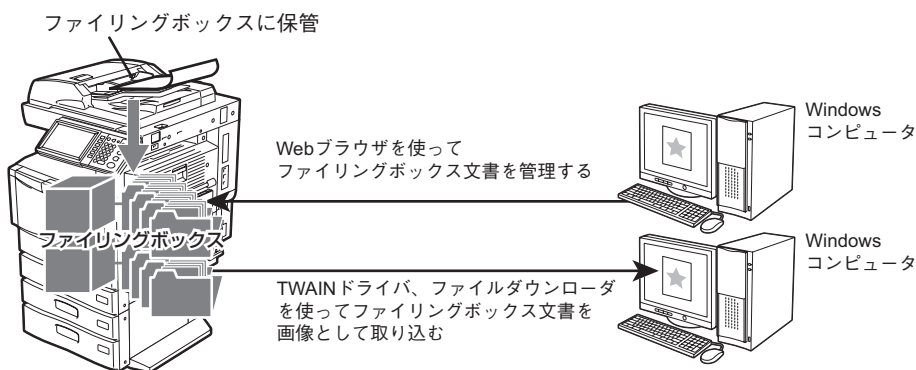 ファイリングボックスに保管
Windows
コンピュータ
Webブラウザを使って
ファイリングボックス文書を管理する
ファイリングボックス
Windows
コンピュータ
TWAINドライバ、ファイルダウンローダ
を使ってファイリングボックス文書を
画像として取り込む